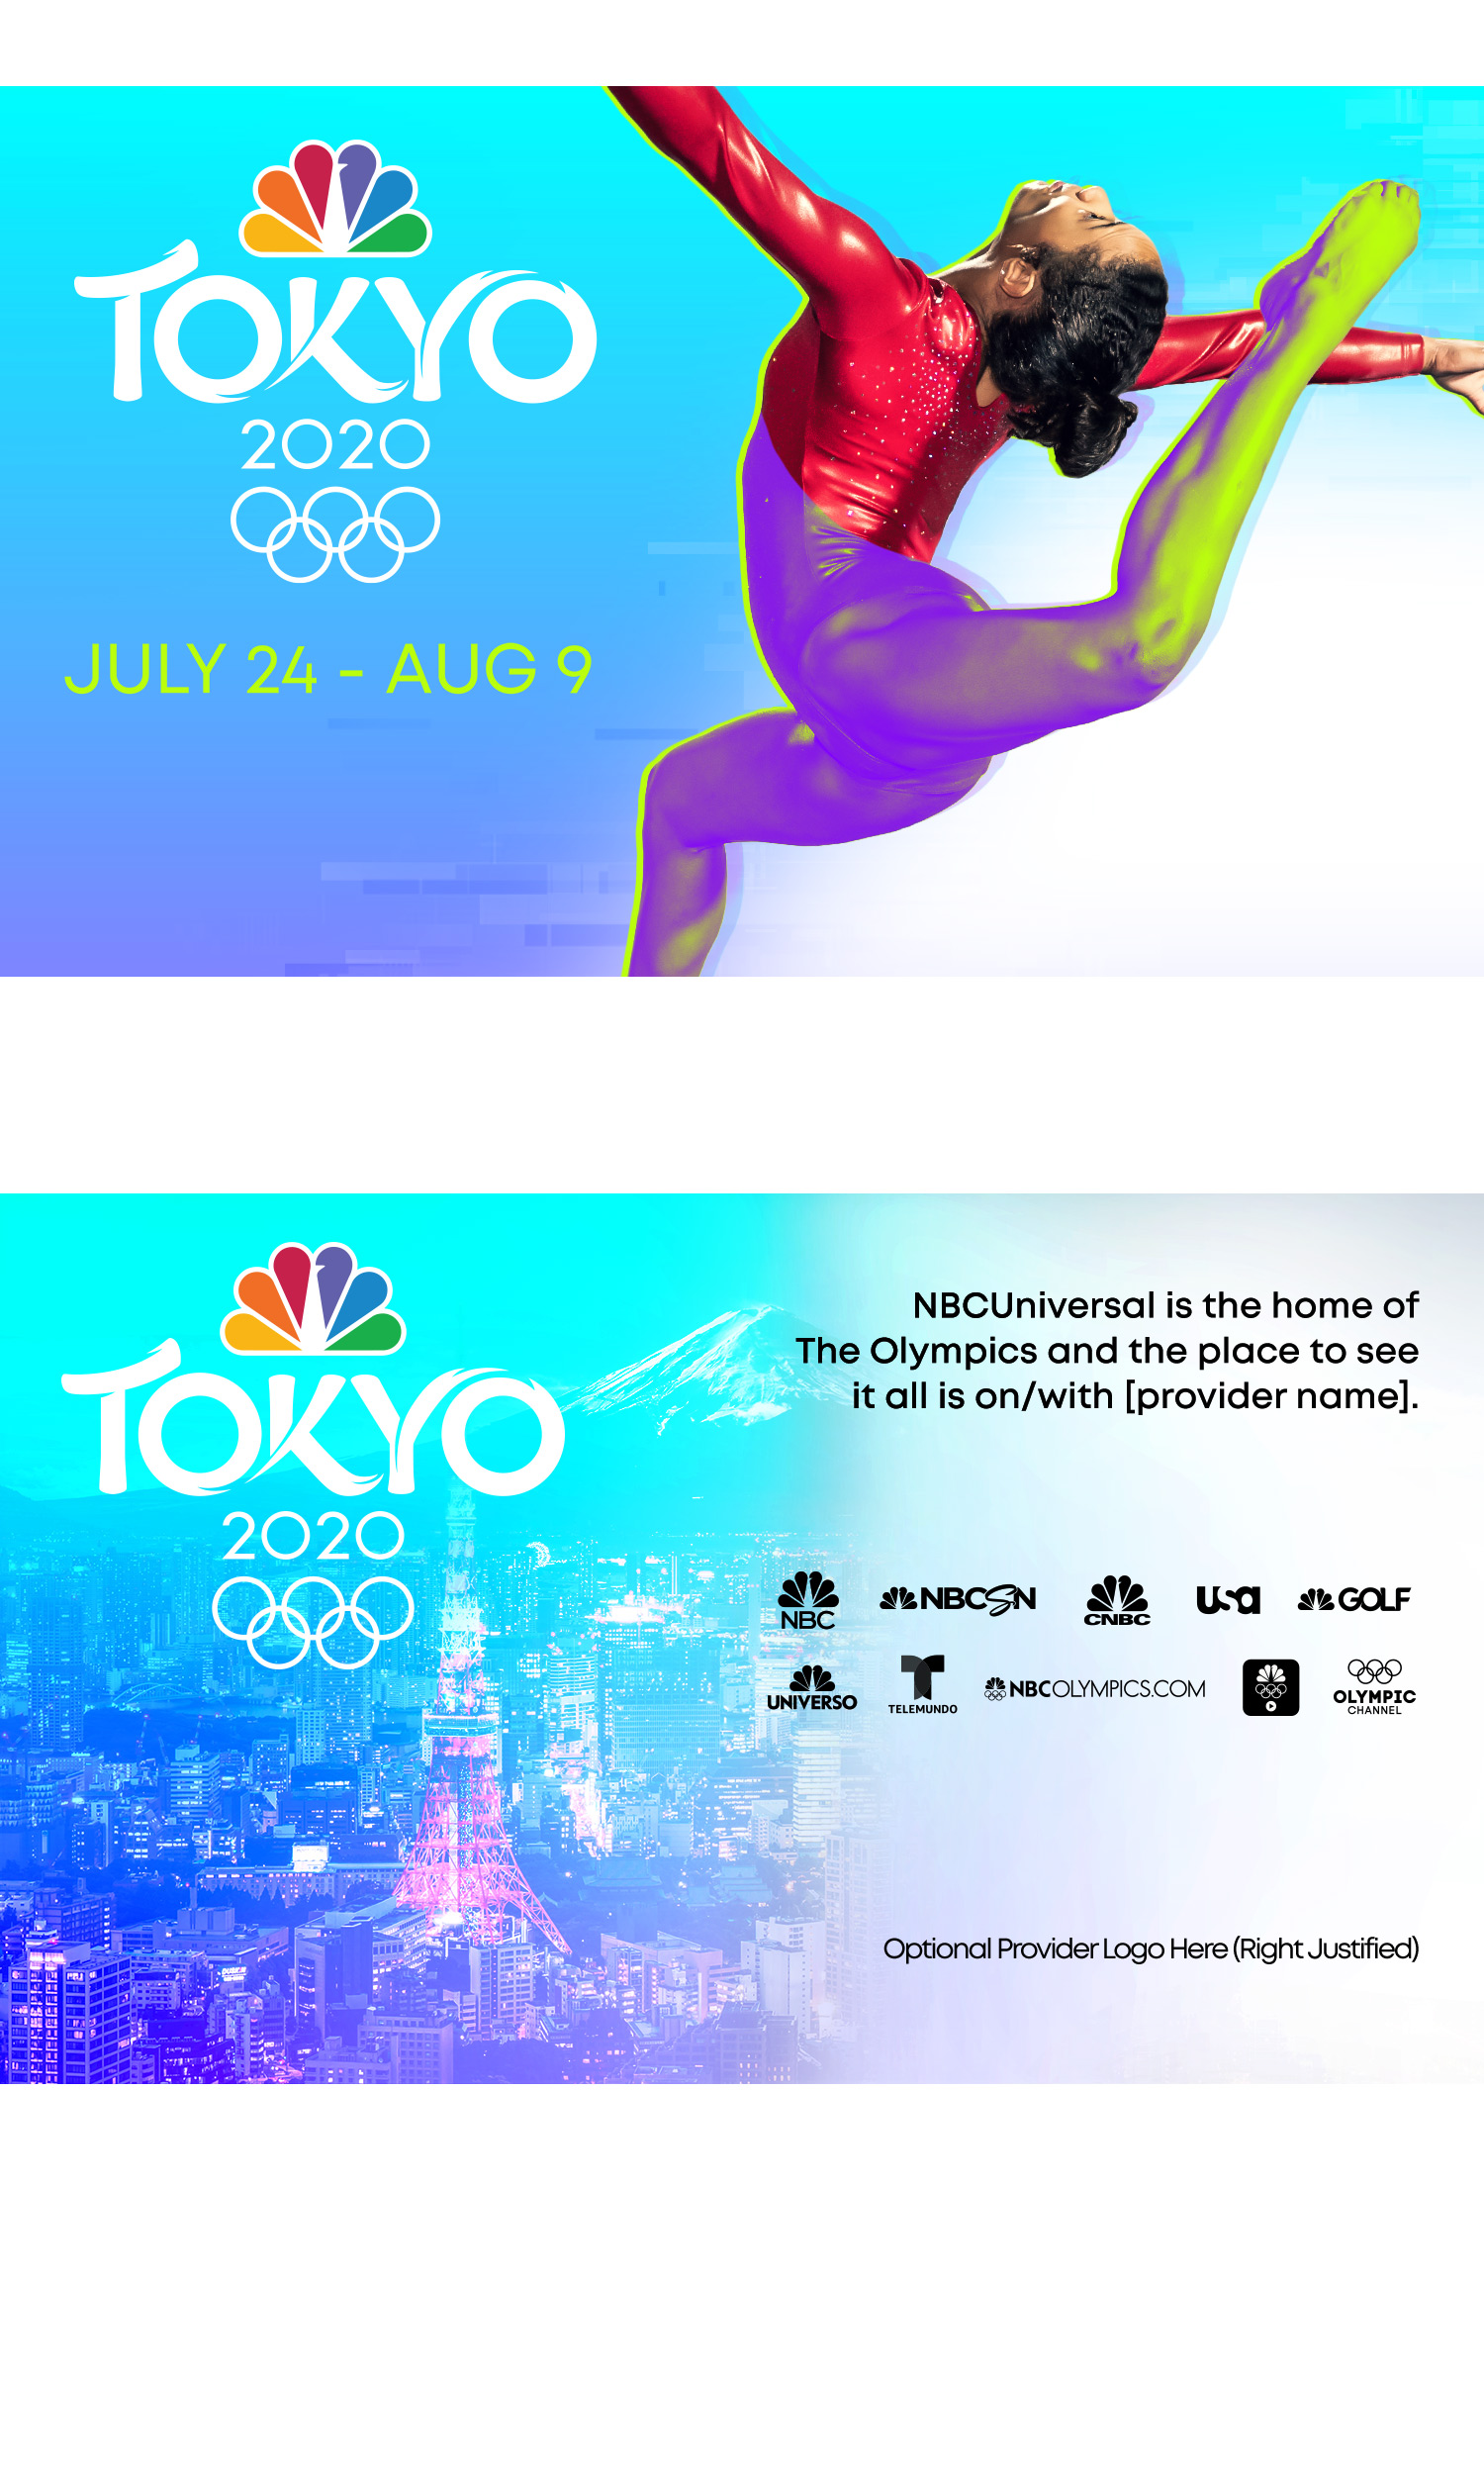 TOKYO
2020
JULY 24 - AUG 9
TOKYO
2020
NBCUniversal is the home of
The Olympics and the place to see
it all is on/with [provider name].
NBC NBCSN CNBC USA GOLF
UNIVERSO TELEMUNDO NBCOLYMPICS.COM OLYMPIC CHANNEL
Optional Provider Logo Here (Right Justified)